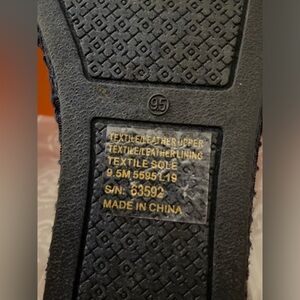 95
TEXTILE/LEATHER UPPER
TEXTILE/LEATHER LINING
TEXTILE SOLE
9.5M 5595 L19
S/N: 63592
MADE IN CHINA